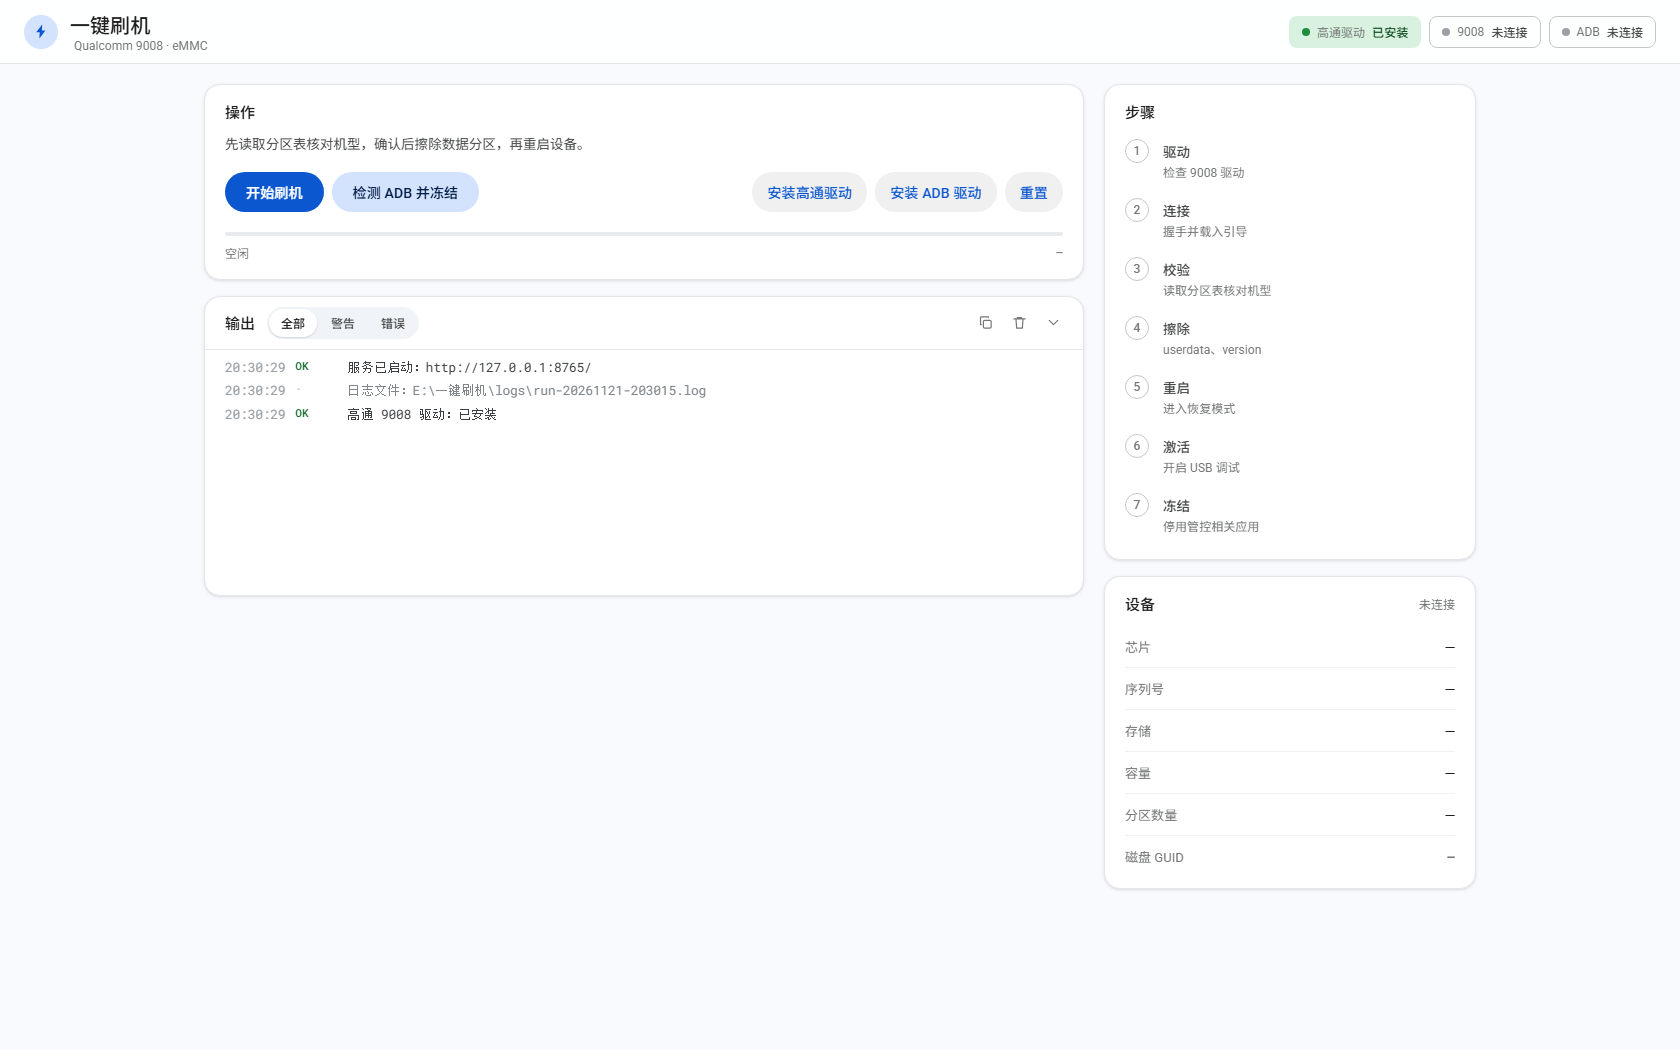 一键刷机
Qualcomm 9008 · eMMC
高通驱动 已安装
9008 未连接
ADB 未连接
操作
先读取分区表核对机型，确认后擦除数据分区，再重启设备。
开始刷机
检测 ADB 并冻结
安装高通驱动
安装 ADB 驱动
重置
空闲
–
输出
全部
警告
错误
20:30:29 OK 服务已启动：http://127.0.0.1:8765/
20:30:29 · 日志文件：E:\一键刷机\logs\run-20261121-203015.log
20:30:29 OK 高通 9008 驱动：已安装
步骤
1 驱动
检查 9008 驱动
2 连接
握手并载入引导
3 校验
读取分区表核对机型
4 擦除
userdata、version
5 重启
进入恢复模式
6 激活
开启 USB 调试
7 冻结
停用管控相关应用
设备 未连接
芯片 —
序列号 —
存储 —
容量 —
分区数量 —
磁盘 GUID –